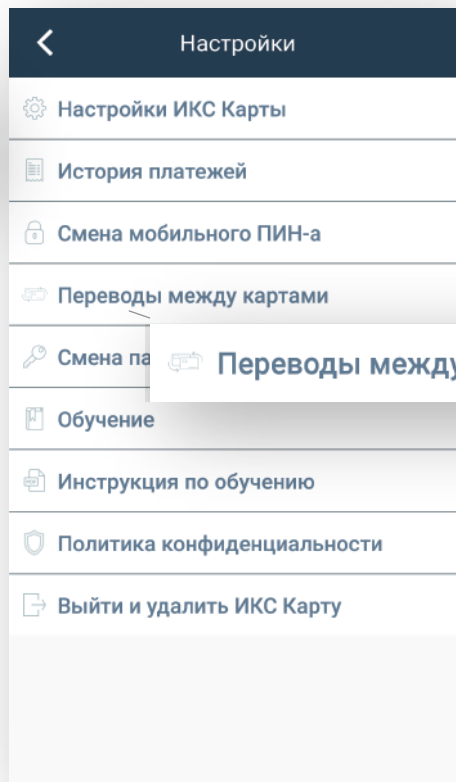 Настройки
Настройки ИКС Карты
История платежей
Смена мобильного ПИН-а
Переводы между картами
Смена
Переводы между
Обучение
Инструкция по обучению
Политика конфиденциальности
Выйти и удалить ИКС Карту